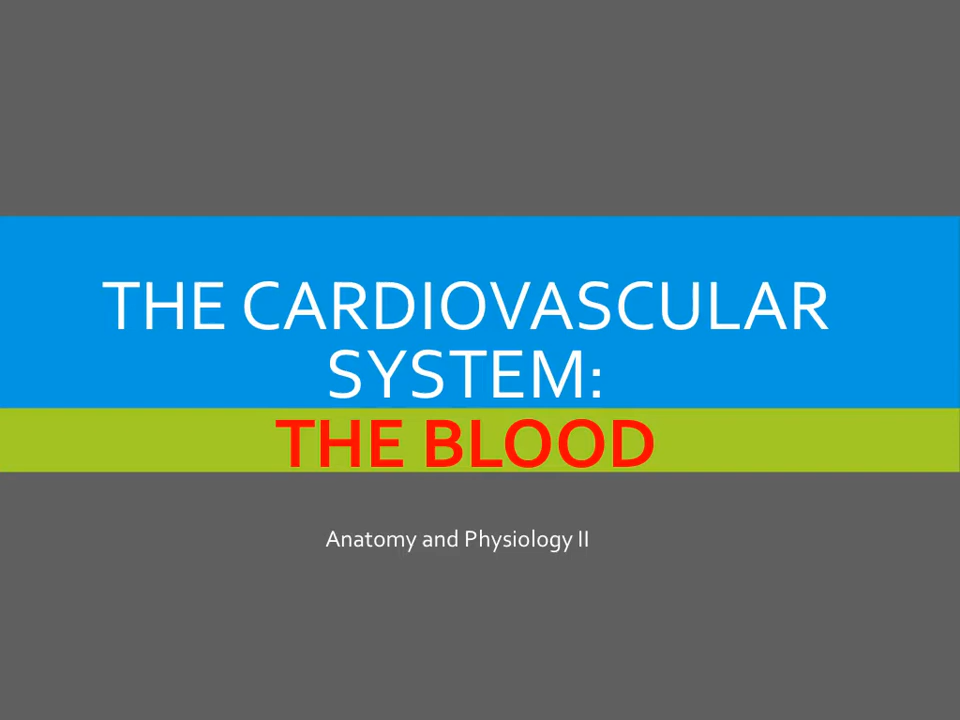 THE CARDIOVASCULAR
SYSTEM:
THE BLOOD
Anatomy and Physiology II